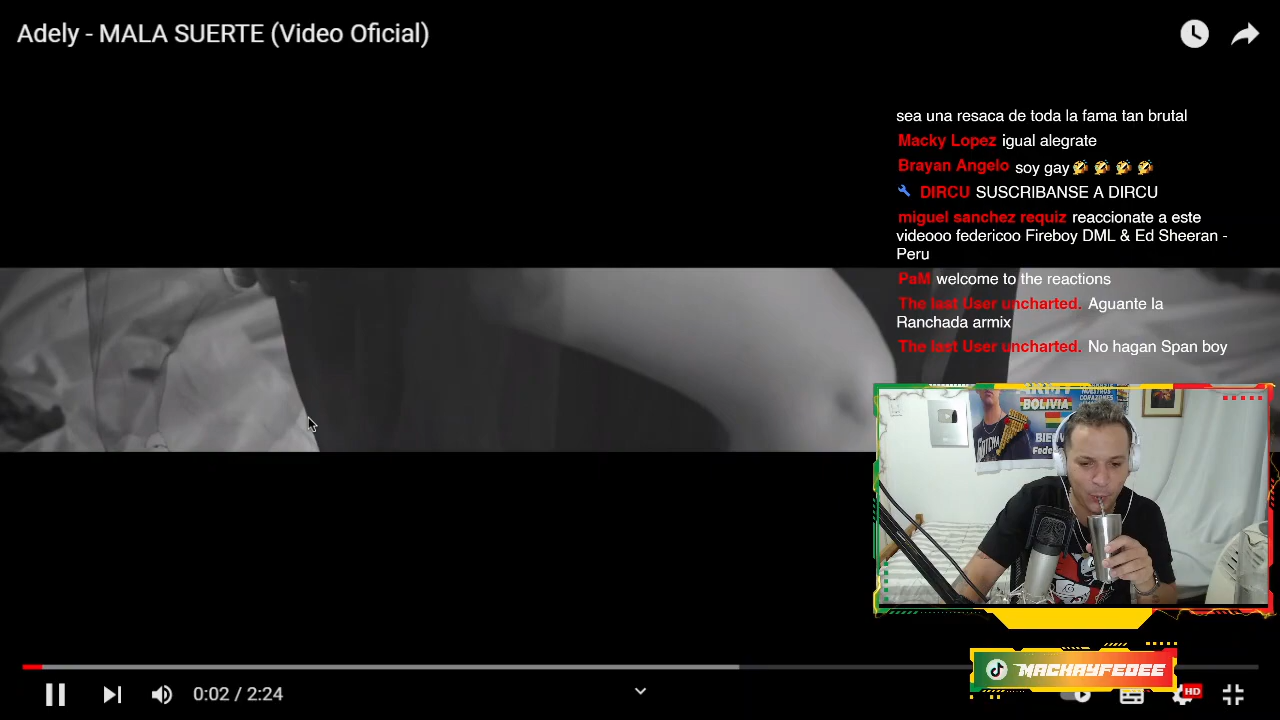 Adely - MALA SUERTE (Video Oficial)
sea una resaca de toda la fama tan brutal
Macky Lopez igual alegrate
Brayan Angelo soy gay🤣 🤣 🤣 🤣
DIRCU SUSCRIBANSE A DIRCU
miguel sanchez requiz reaccionate a este
videooo federicoo Fireboy DML & Ed Sheeran -
Peru
PaM welcome to the reactions
The last User uncharted. Aguante la
Ranchada armix
The last User uncharted. No hagan Span boy
BOLIVIA
MACHAYFEDEE
0:02 / 2:24
HD